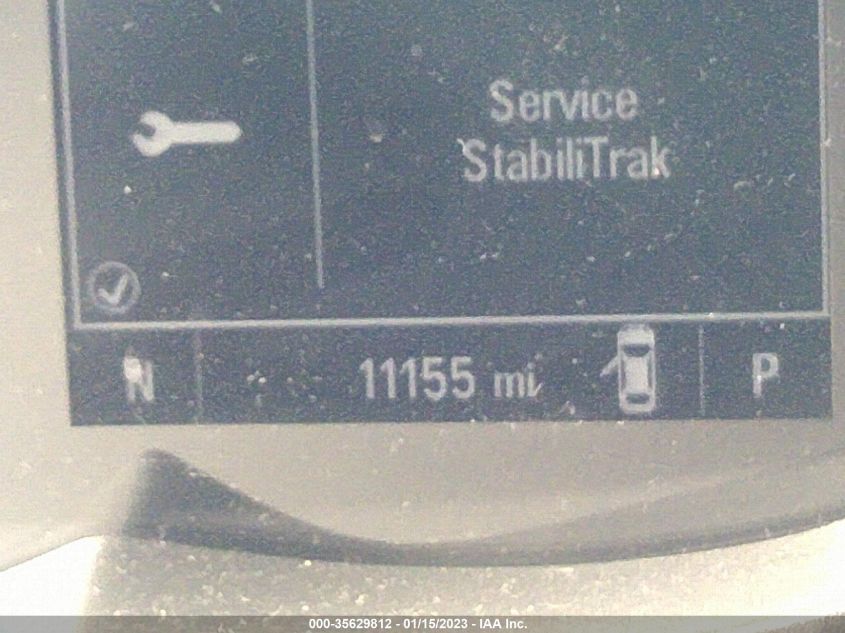 Service
StabiliTrak
N 11155 mi P
000-35629812 - 01/15/2023 - IAA Inc.